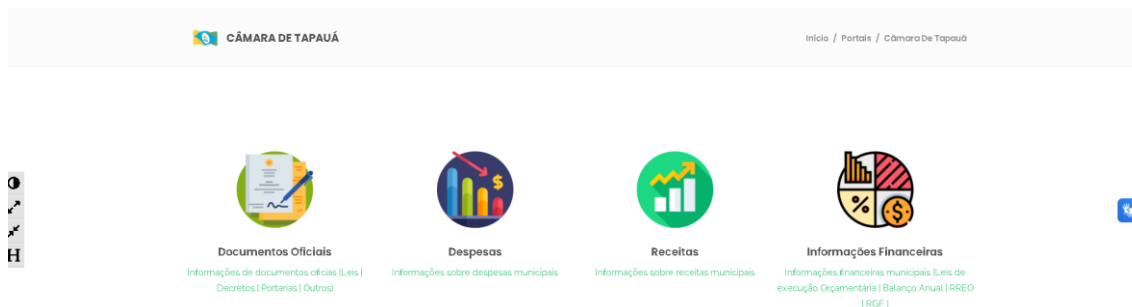 CÂMARA DE TAPAUÁ
Início / Portais / Câmara De Tapauá
H
$
% $
Documentos Oficiais
Informações de documentos oficias (Leis |
Decretos | Portarias | Outros)
Despesas
Informações sobre despesas municipais
Receitas
Informações sobre receitas municipais
Informações Financeiras
Informações financeiras municipais (Leis de
execução Orçamentária | Balanço Anual | RREO
| RGF )